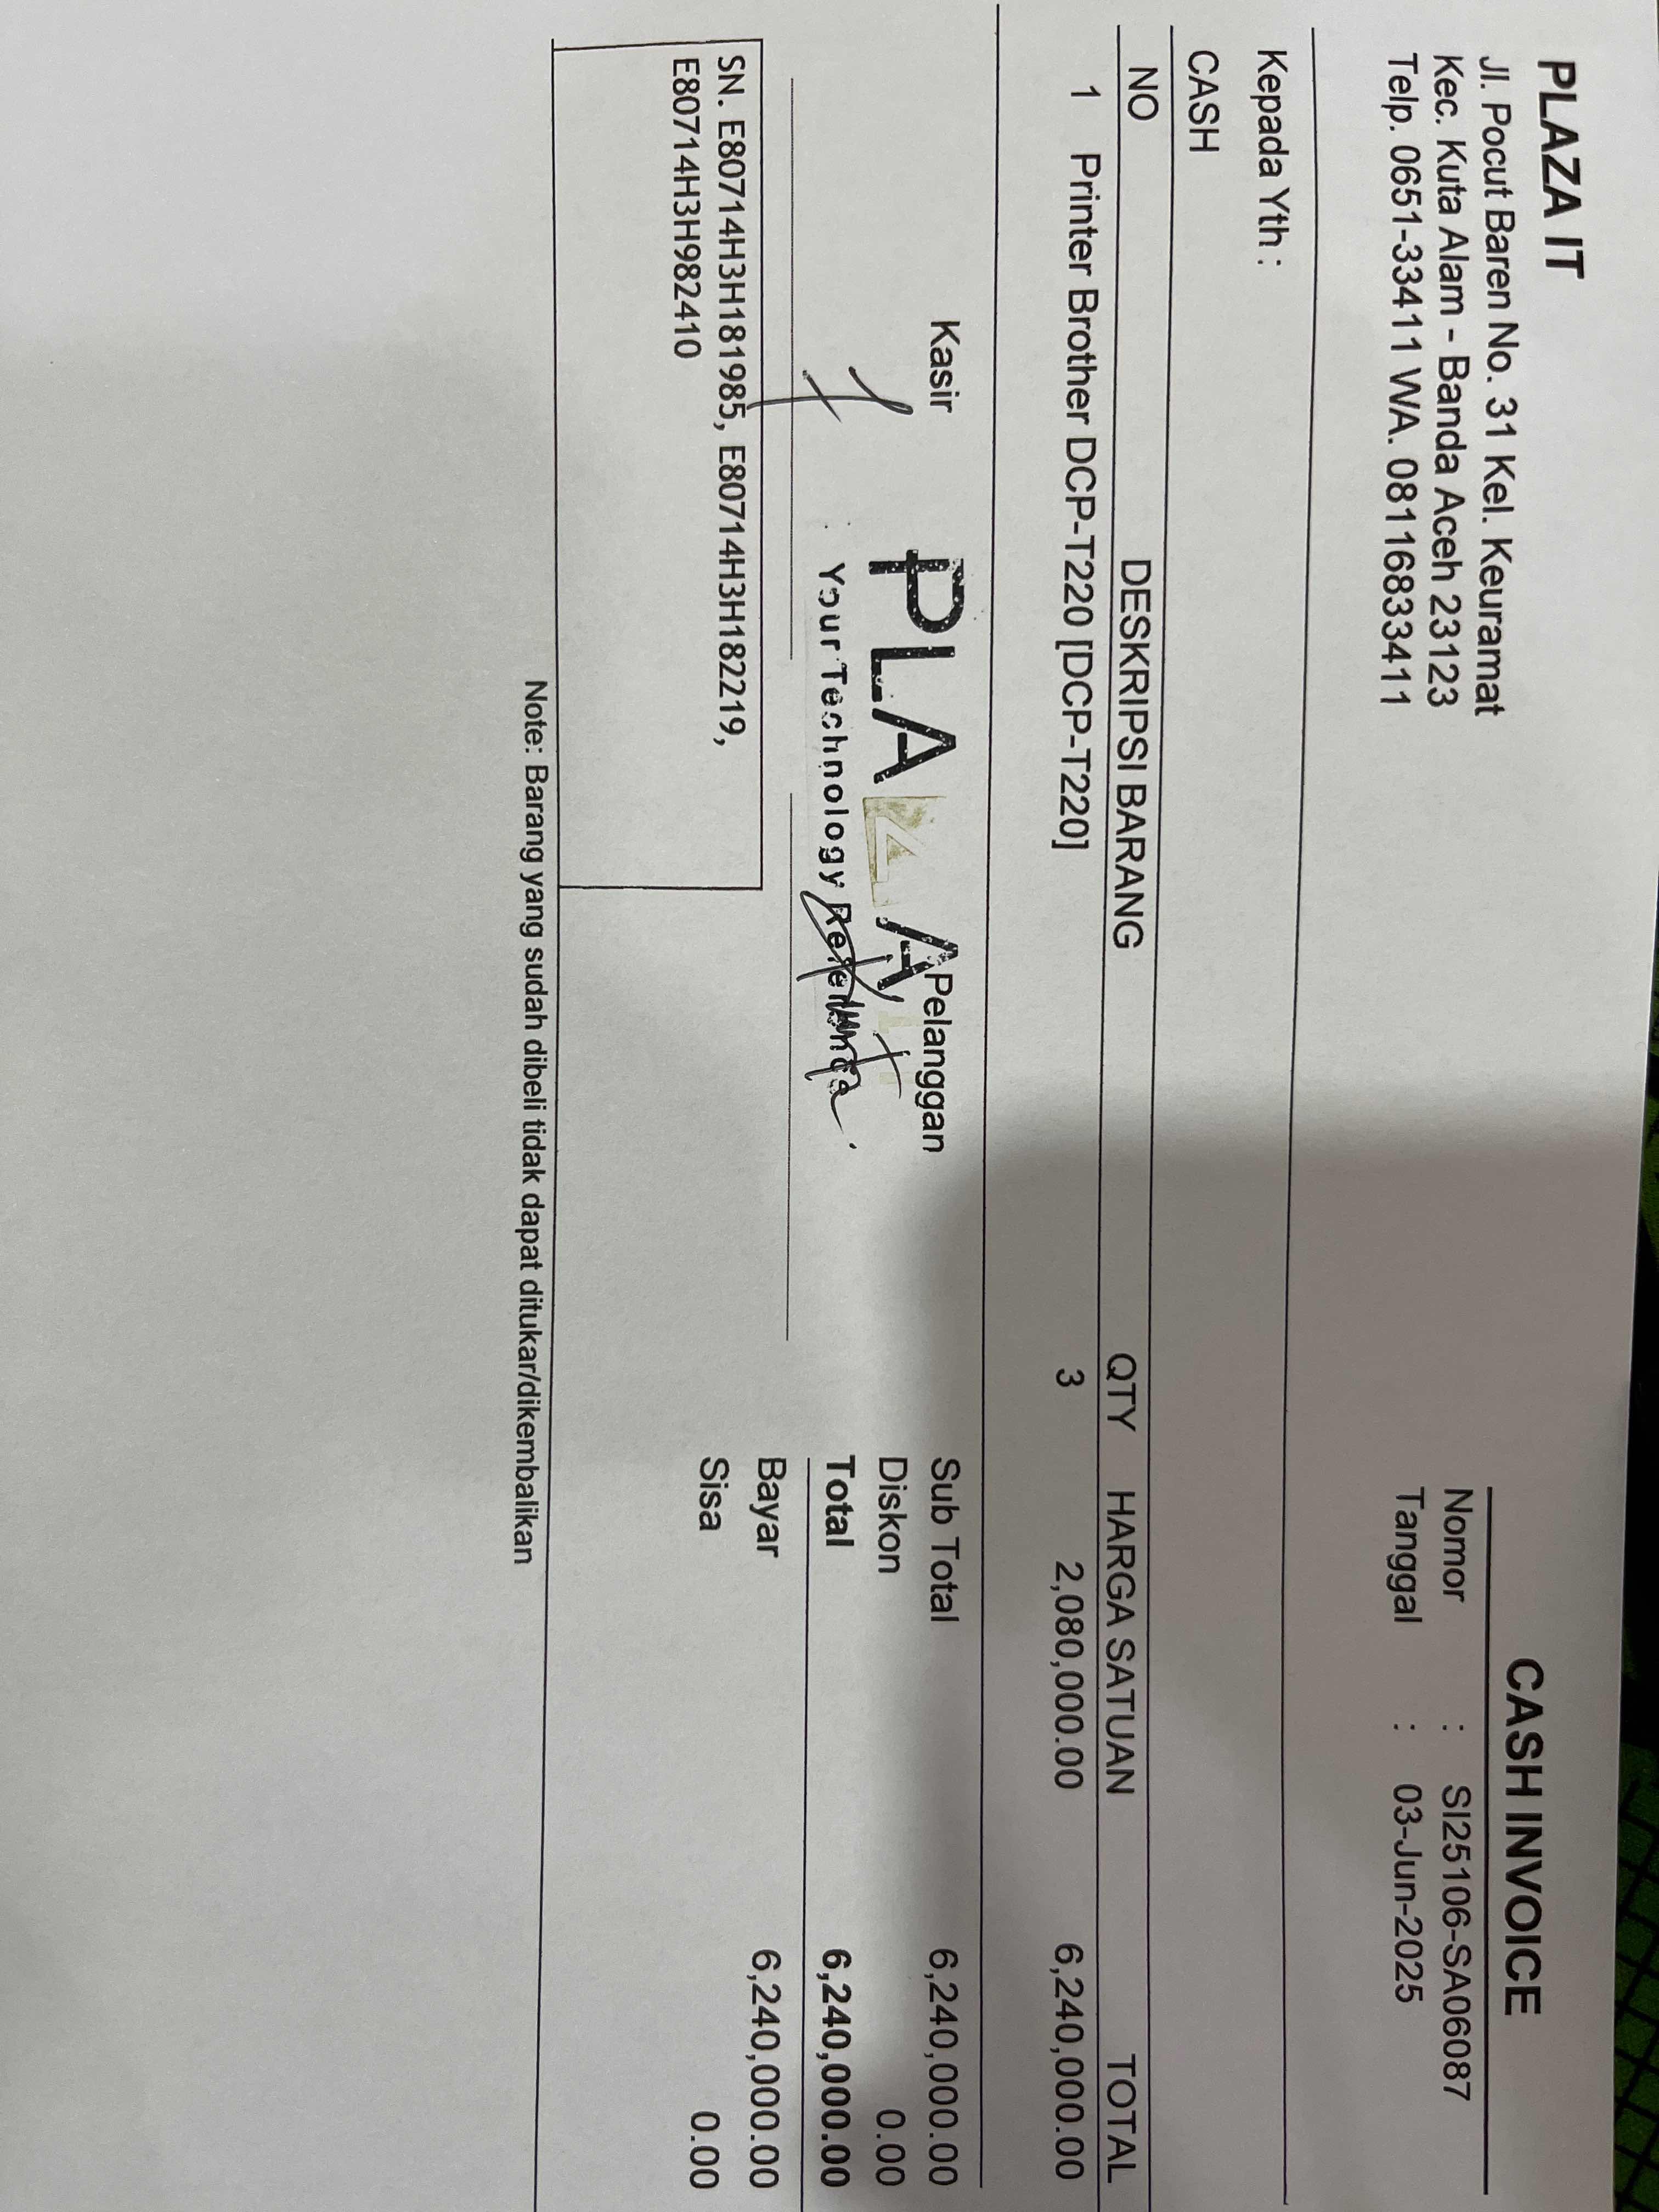 PLAZA IT
Jl. Pocut Baren No. 31 Kel. Keuramat
Kec. Kuta Alam - Banda Aceh 23123
Telp. 0651-33411 WA. 08116833411
CASH INVOICE
Nomor : SI25106-SA06087
Tanggal : 03-Jun-2025
Kepada Yth :
CASH
NO DESKRIPSI BARANG QTY HARGA SATUAN TOTAL
1 Printer Brother DCP-T220 [DCP-T220] 3 2,080,000.00 6,240,000.00
Kasir Pelanggan
PLAZA
Your Technology Reference
Sub Total 6,240,000.00
Diskon 0.00
Total 6,240,000.00
Bayar 6,240,000.00
Sisa 0.00
SN. E80714H3H181985, E80714H3H182219,
E80714H3H982410
Note: Barang yang sudah dibeli tidak dapat ditukar/dikembalikan